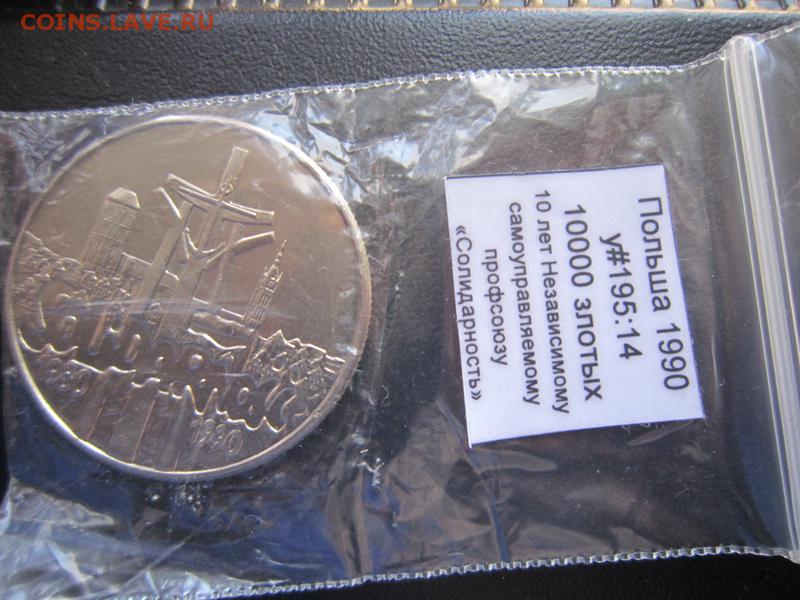 COINS.LAVE.RU
Польша 1990
y#195:14
10000 злотых
10 лет Независимому
самоуправляемому
профсоюзу
«Солидарность»
1980
1990